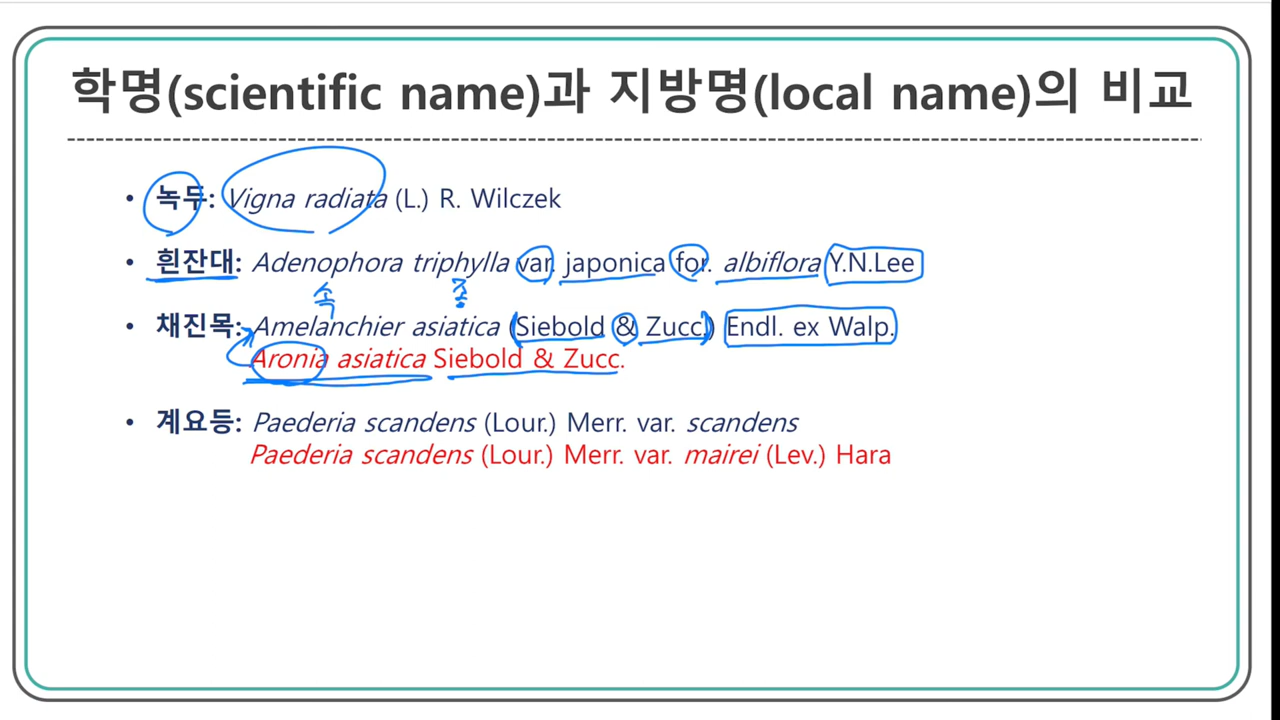 학명(scientific name)과 지방명(local name)의 비교
• 녹두: Vigna radiata (L.) R. Wilczek
• 흰잔대: Adenophora triphylla var. japonica for. albiflora Y.N.Lee
속 종
• 채진목: Amelanchier asiatica (Siebold & Zucc.) Endl. ex Walp.
Aronia asiatica Siebold & Zucc.
• 계요등: Paederia scandens (Lour.) Merr. var. scandens
Paederia scandens (Lour.) Merr. var. mairei (Lev.) Hara